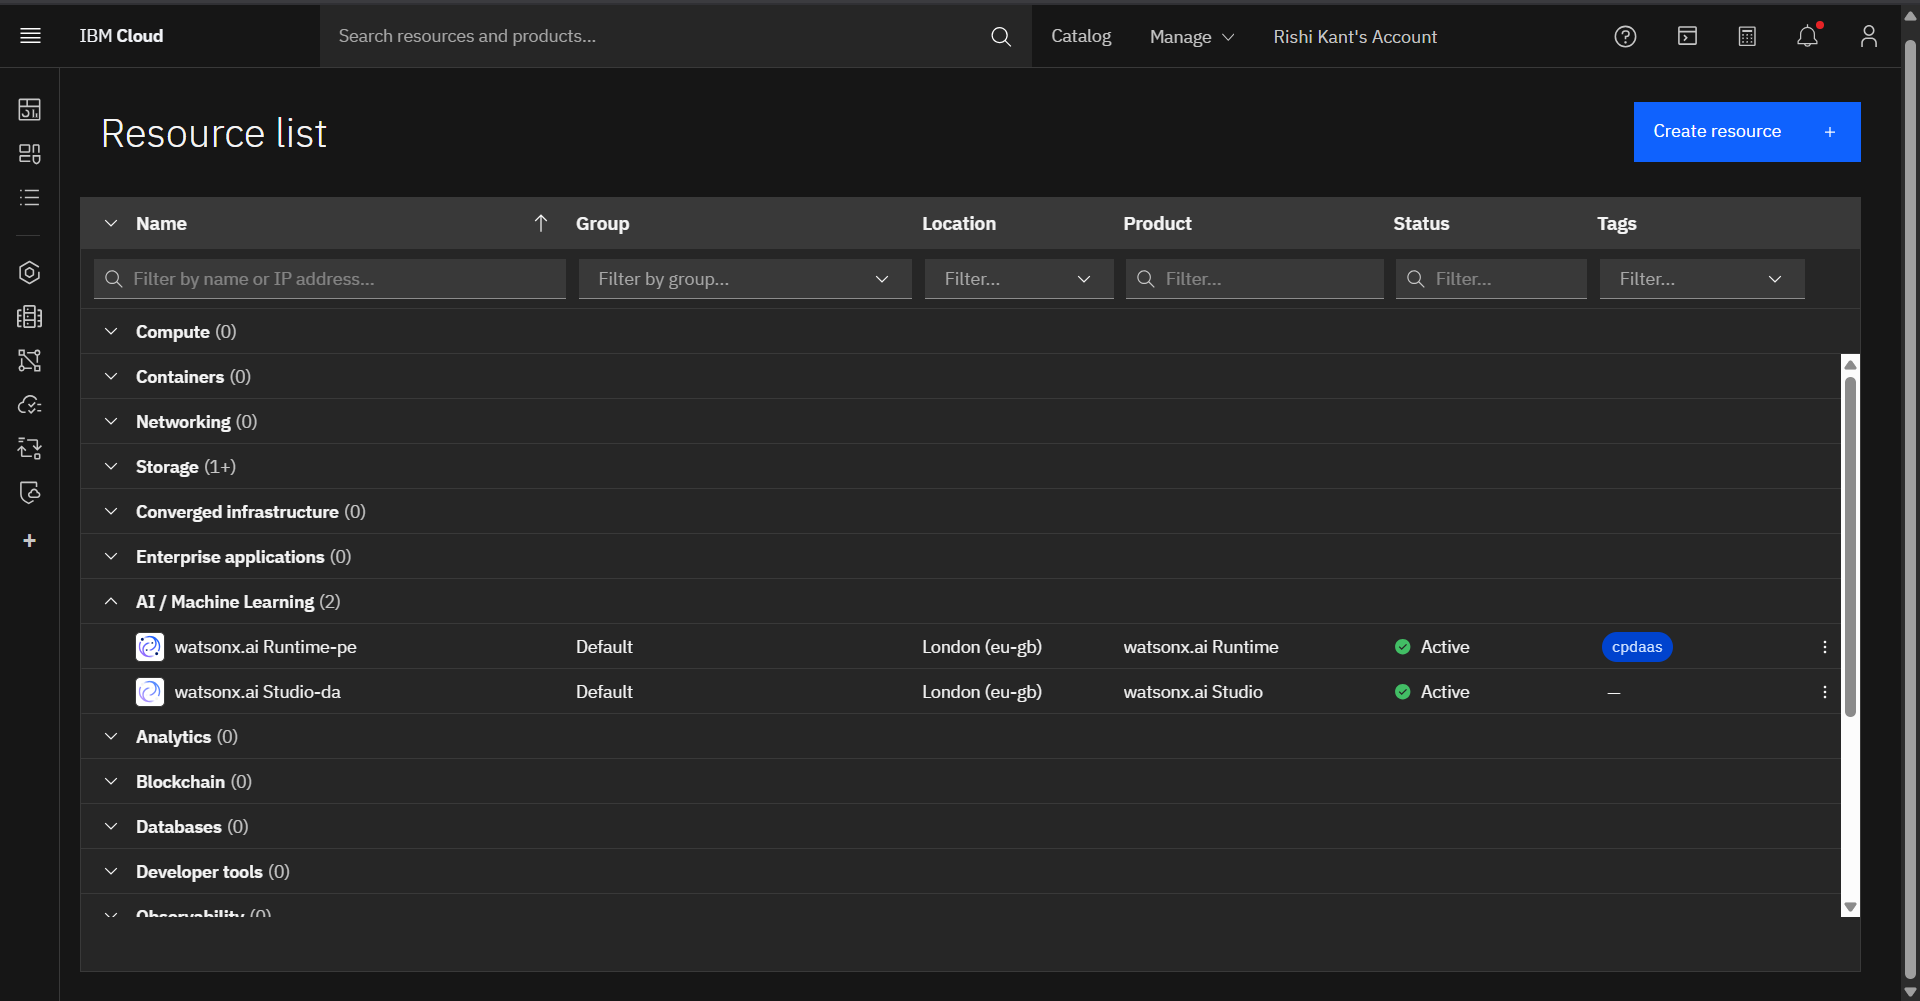 IBM Cloud
Search resources and products...
Catalog
Manage
Rishi Kant's Account
Resource list
Create resource +
Name Group Location Product Status Tags
Filter by name or IP address... Filter by group... Filter... Filter... Filter... Filter...
Compute (0)
Containers (0)
Networking (0)
Storage (1+)
Converged infrastructure (0)
Enterprise applications (0)
AI / Machine Learning (2)
watsonx.ai Runtime-pe Default London (eu-gb) watsonx.ai Runtime Active cpdaas
watsonx.ai Studio-da Default London (eu-gb) watsonx.ai Studio Active —
Analytics (0)
Blockchain (0)
Databases (0)
Developer tools (0)
Observability (0)